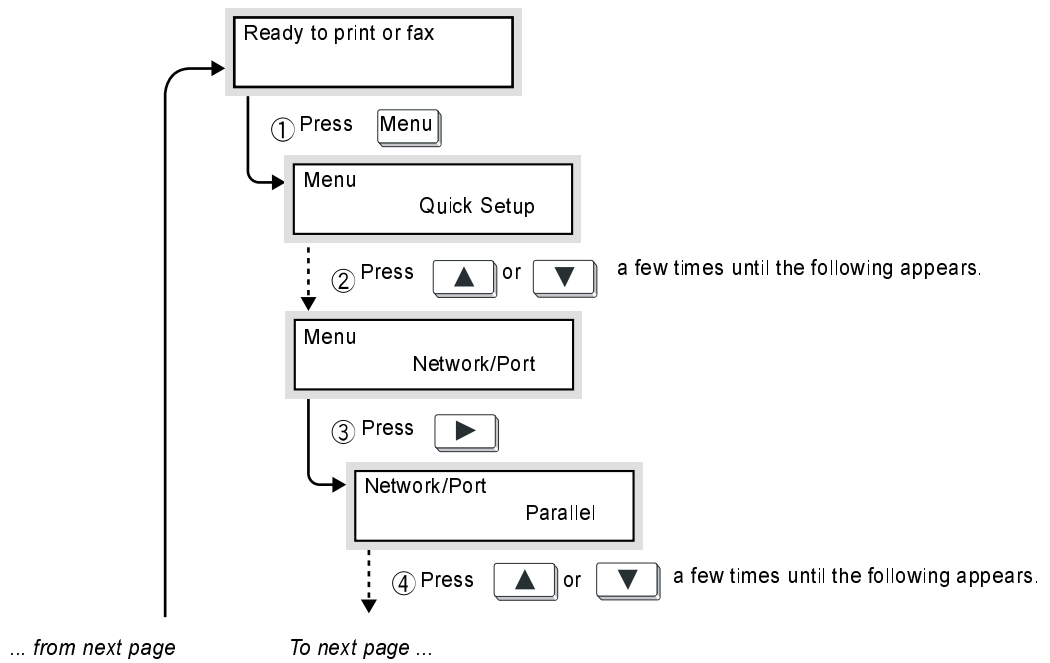 Ready to print or fax
① Press Menu
Menu
Quick Setup
② Press ▲ or ▼ a few times until the following appears.
Menu
Network/Port
③ Press ▶
Network/Port
Parallel
④ Press ▲ or ▼ a few times until the following appears.
... from next page To next page ...